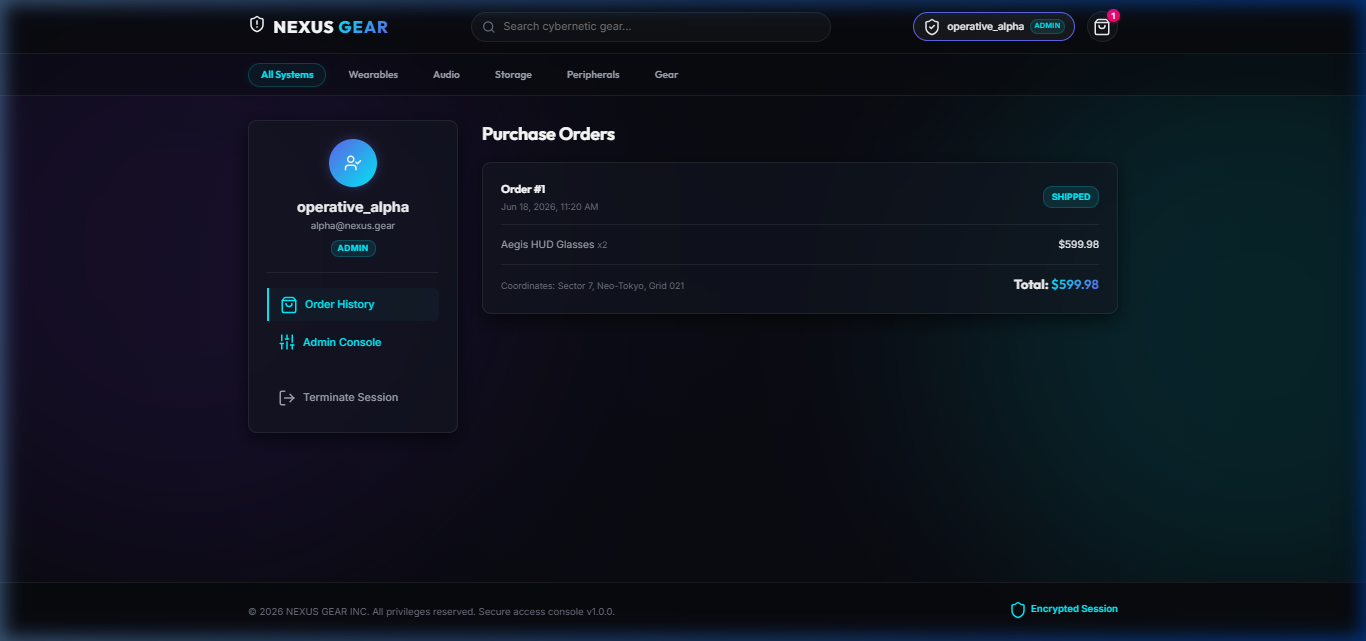 NEXUS GEAR
Search cybernetic gear...
operative_alpha ADMIN
1
All Systems Wearables Audio Storage Peripherals Gear
operative_alpha
alpha@nexus.gear
ADMIN
Order History
Admin Console
Terminate Session
Purchase Orders
Order #1
Jun 18, 2026, 11:20 AM
SHIPPED
Aegis HUD Glasses x2 $599.98
Coordinates: Sector 7, Neo-Tokyo, Grid 021 Total: $599.98
© 2026 NEXUS GEAR INC. All privileges reserved. Secure access console v1.0.0.
Encrypted Session